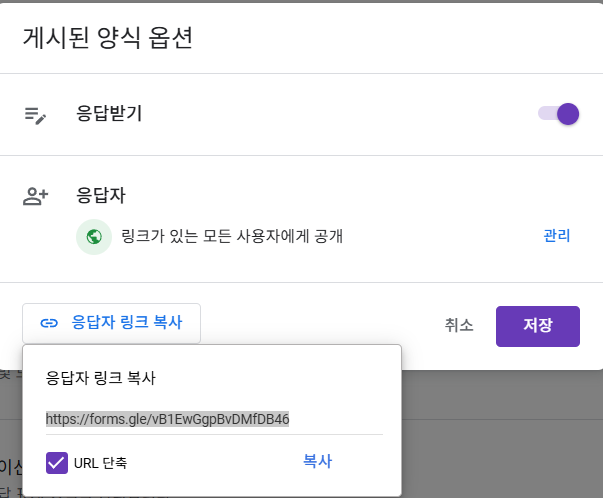 게시된 양식 옵션
응답받기
응답자
링크가 있는 모든 사용자에게 공개
관리
응답자 링크 복사
취소
저장
응답자 링크 복사
https://forms.gle/vB1EwGgpBvDMfDB46
URL 단축
복사